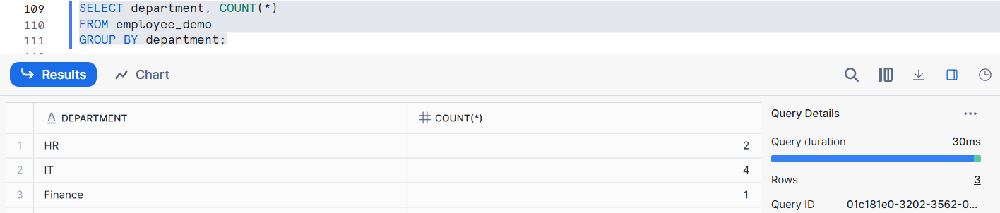 109 SELECT department, COUNT(*)
110 FROM employee_demo
111 GROUP BY department;
Results Chart
A DEPARTMENT # COUNT(*)
1 HR 2
2 IT 4
3 Finance 1
Query Details ...
Query duration 30ms
Rows 3
Query ID 01c181e0-3202-3562-0...